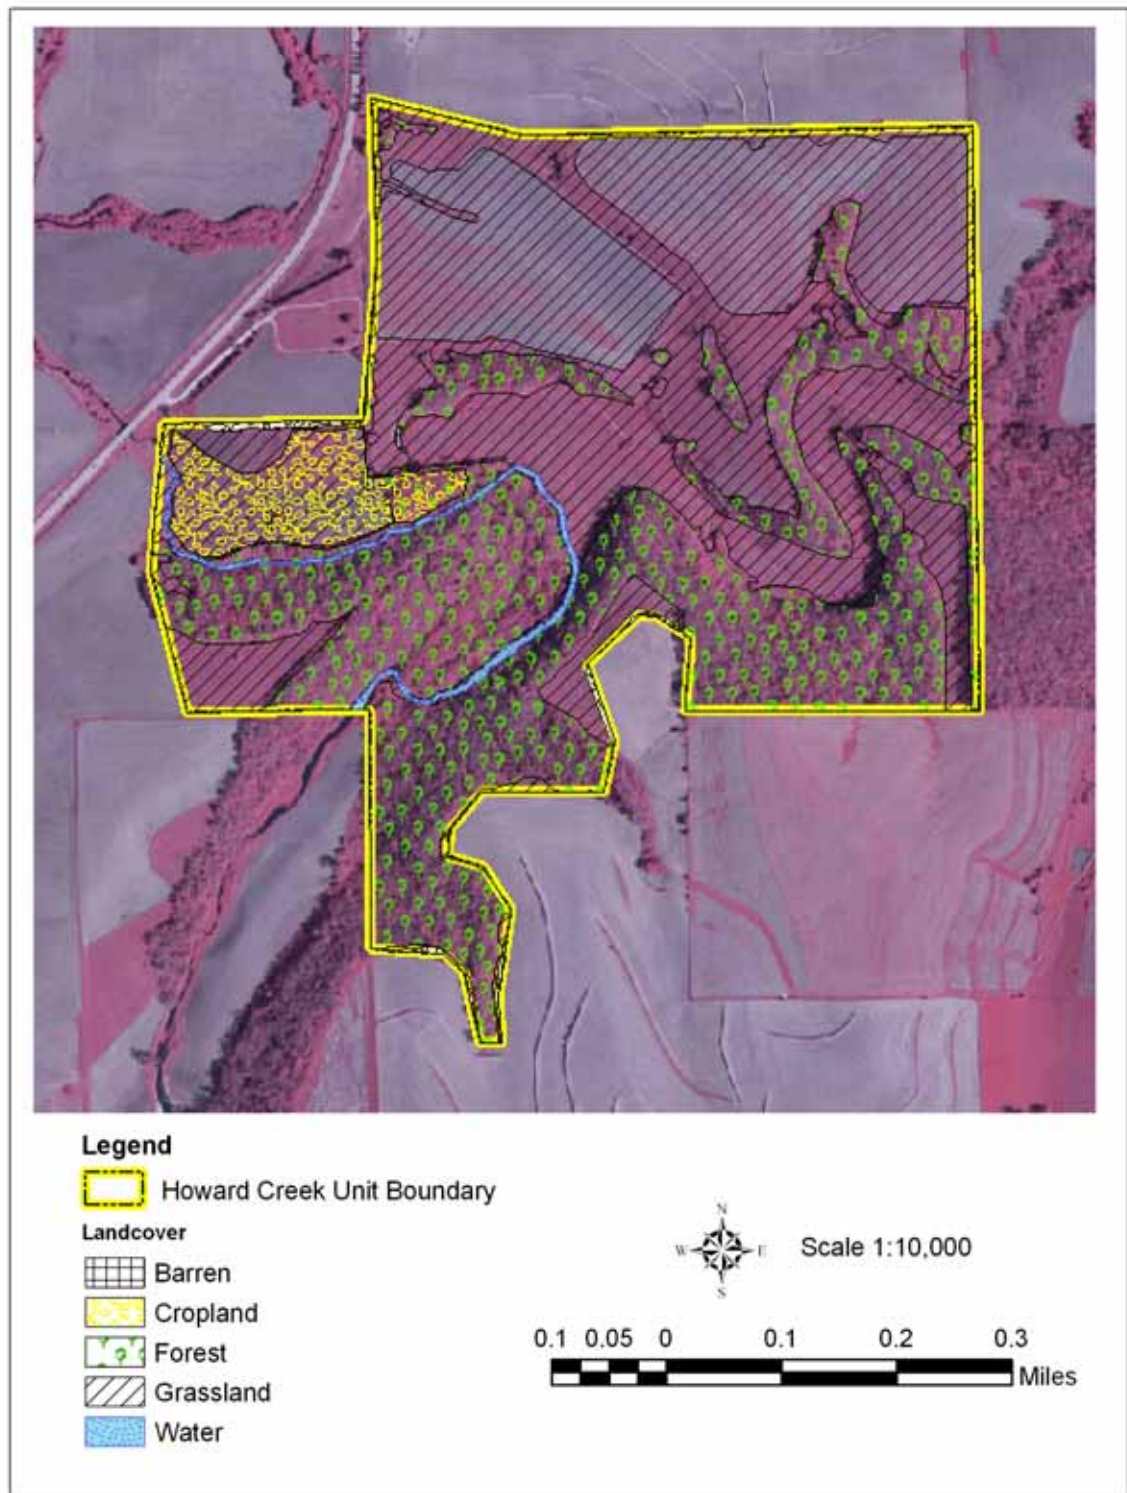 Legend
Howard Creek Unit Boundary
Landcover
Barren
Cropland
Forest
Grassland
Water
N
W E
S
Scale 1:10,000
0.1 0.05 0 0.1 0.2 0.3
Miles